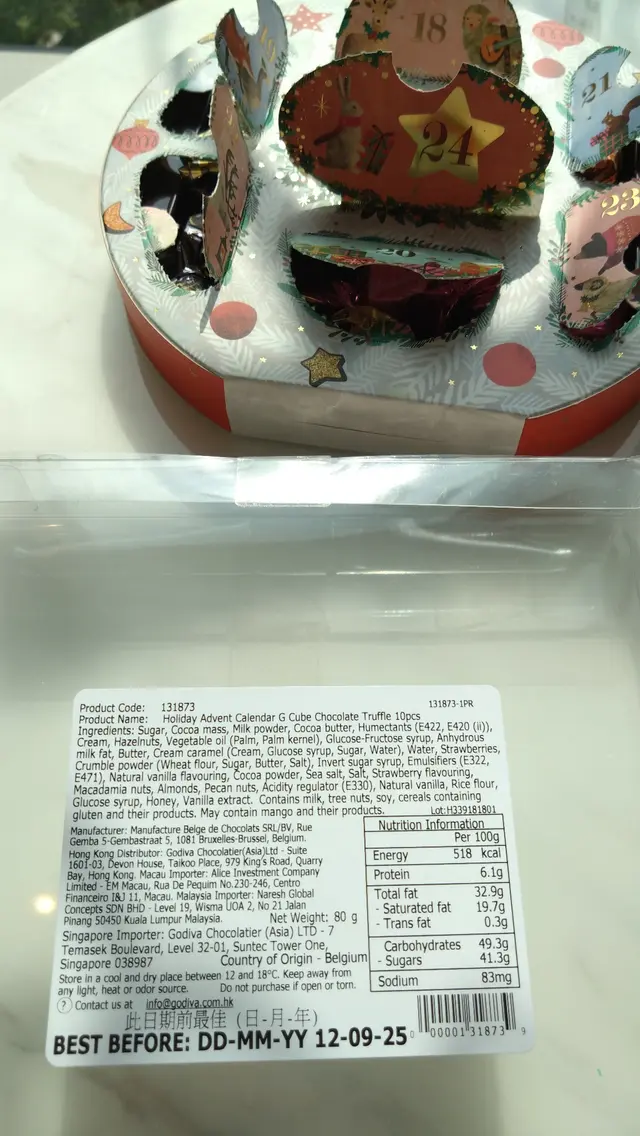 18
21
24
23
20
Product Code: 131873
131873-1PR
Product Name: Holiday Advent Calendar G Cube Chocolate Truffle 10pcs
Ingredients: Sugar, Cocoa mass, Milk powder, Cocoa butter, Humectants (E422, E420 (ii)),
Cream, Hazelnuts, Vegetable oil (Palm, Palm kernel), Glucose-Fructose syrup, Anhydrous
milk fat, Butter, Cream caramel (Cream, Glucose syrup, Sugar, Water), Water, Strawberries,
Crumble powder (Wheat flour, Sugar, Butter, Salt), Invert sugar syrup, Emulsifiers (E322,
E471), Natural vanilla flavouring, Cocoa powder, Sea salt, Salt, Strawberry flavouring,
Macadamia nuts, Almonds, Pecan nuts, Acidity regulator (E330), Natural vanilla, Rice flour,
Glucose syrup, Honey, Vanilla extract. Contains milk, tree nuts, soy, cereals containing
gluten and their products. May contain mango and their products.
Lot:H339181801
Manufacturer: Manufacture Belge de Chocolats SRL/BV, Rue
Gemba 5-Gembastraat 5, 1081 Bruxelles-Brussel, Belgium.
Hong Kong Distributor: Godiva Chocolatier(Asia)Ltd - Suite
1601-03, Devon House, Taikoo Place, 979 King's Road, Quarry
Bay, Hong Kong. Macau Importer: Alice Investment Company
Limited - EM Macau, Rua De Pequim No.230-246, Centro
Financeiro I&J 11, Macau. Malaysia Importer: Naresh Global
Concepts SDN BHD - Level 19, Wisma UOA 2, No 21 Jalan
Pinang 50450 Kuala Lumpur Malaysia. Net Weight: 80 g
Singapore Importer: Godiva Chocolatier (Asia) LTD - 7
Temasek Boulevard, Level 32-01, Suntec Tower One,
Singapore 038987 Country of Origin - Belgium
Store in a cool and dry place between 12 and 18°C. Keep away from
any light, heat or odor source. Do not purchase if open or torn.
? Contact us at info@godiva.com.hk
此日期前最佳 (日-月-年)
BEST BEFORE: DD-MM-YY 12-09-25
Nutrition Information
Per 100g
Energy 518 kcal
Protein 6.1g
Total fat 32.9g
- Saturated fat 19.7g
- Trans fat 0.3g
Carbohydrates 49.3g
- Sugars 41.3g
Sodium 83mg
0 00001 31873 9